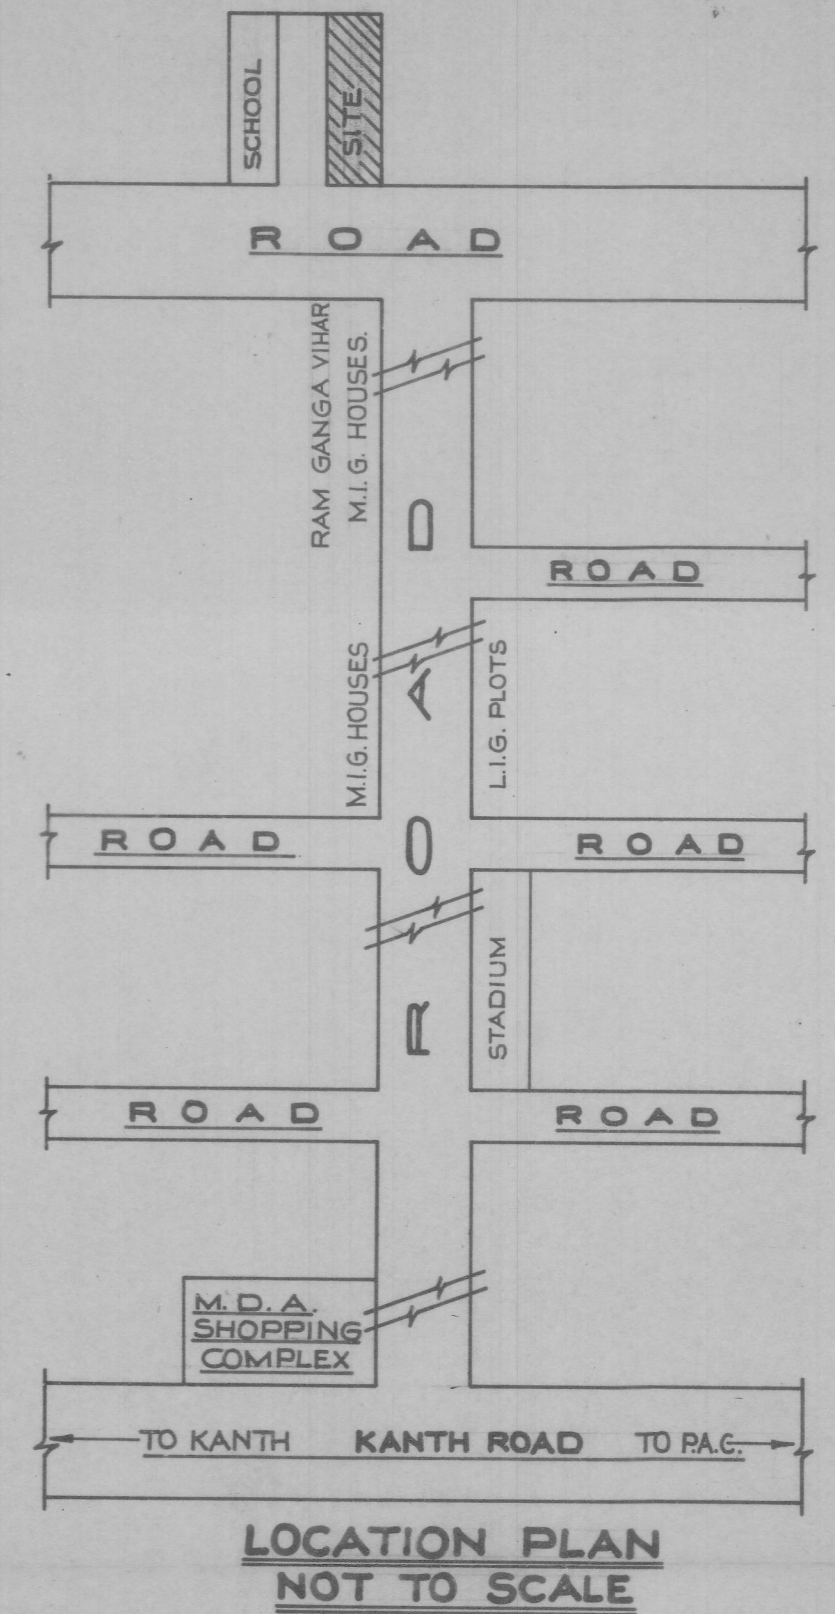 SCHOOL
SITE
ROAD
RAM GANGA VIHAR
M.I.G. HOUSES.
ROAD
ROAD
M.I.G. HOUSES
L.I.G. PLOTS
ROAD
ROAD
STADIUM
ROAD
ROAD
M.D.A.
SHOPPING
COMPLEX
TO KANTH KANTH ROAD TO P.A.C.
LOCATION PLAN
NOT TO SCALE